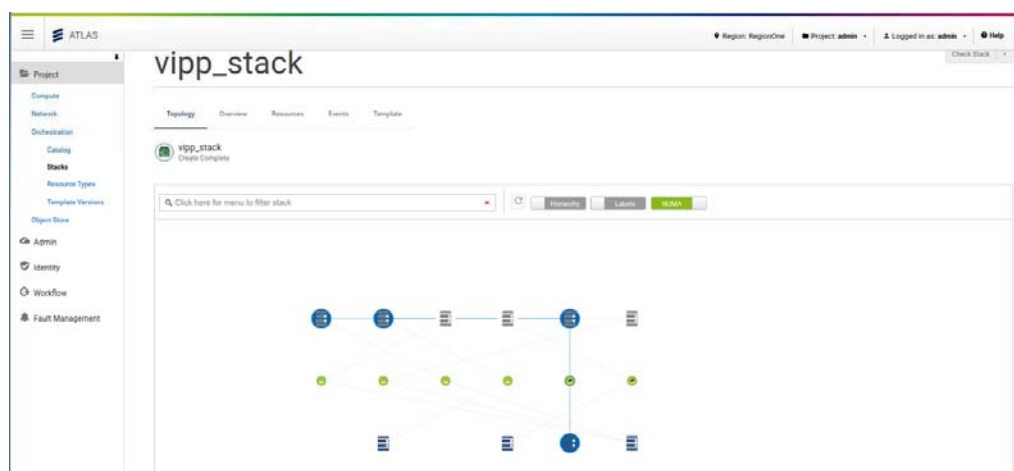 ATLAS
Region: RegionOne
Project: admin
Logged in as: admin
Help
Project
Compute
Network
Orchestration
Catalog
Stacks
Resource Types
Template Versions
Object Store
Admin
Identity
Workflow
Fault Management
vipp_stack
Check Stack
Topology Overview Resources Events Template
vipp_stack
Create Complete
Click here for menu to filter stack
Hierarchy Labels NUMA